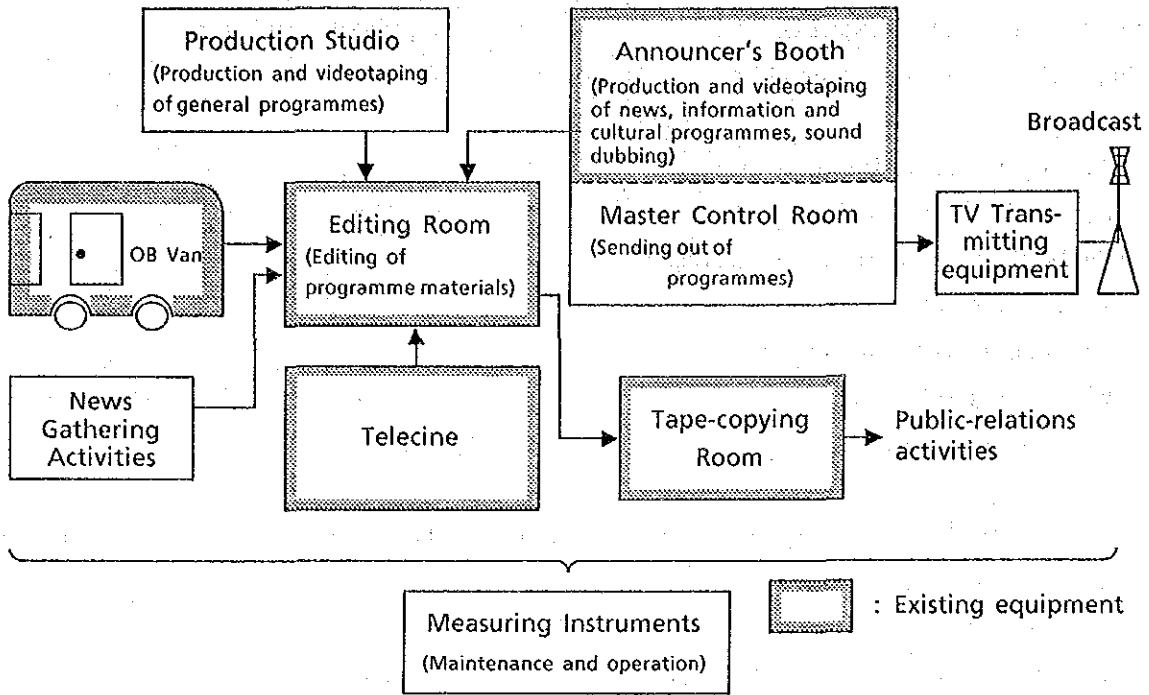 Production Studio
(Production and videotaping
of general programmes)
Announcer's Booth
(Production and videotaping
of news, information and
cultural programmes, sound
dubbing)
Broadcast
OB Van
Editing Room
(Editing of
programme materials)
Master Control Room
(Sending out of
programmes)
TV Trans-
mitting
equipment
News
Gathering
Activities
Telecine
Tape-copying
Room
Public-relations
activities
Measuring Instruments
(Maintenance and operation)
: Existing equipment